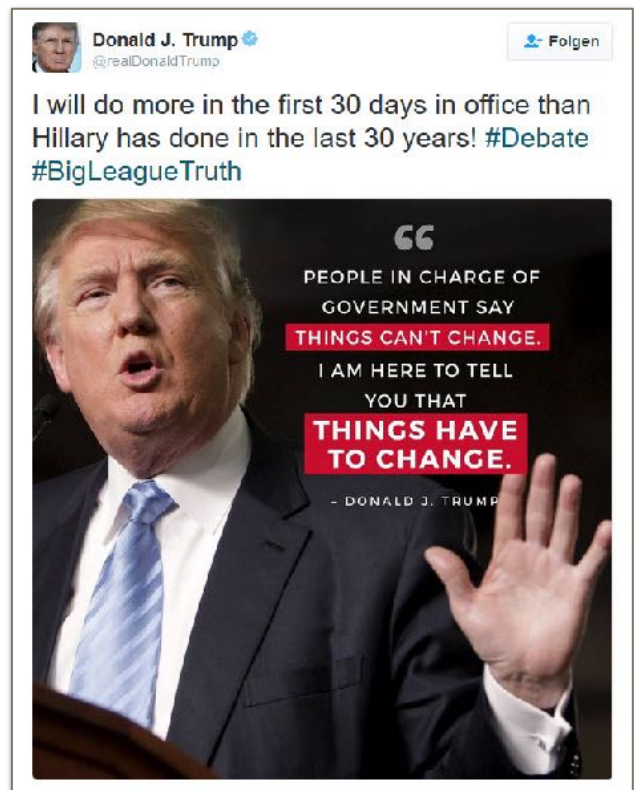 Donald J. Trump
@realDonaldTrump
Folgen
I will do more in the first 30 days in office than
Hillary has done in the last 30 years! #Debate
#BigLeagueTruth
“
PEOPLE IN CHARGE OF
GOVERNMENT SAY
THINGS CAN'T CHANGE.
I AM HERE TO TELL
YOU THAT
THINGS HAVE
TO CHANGE.
- DONALD J. TRUMP